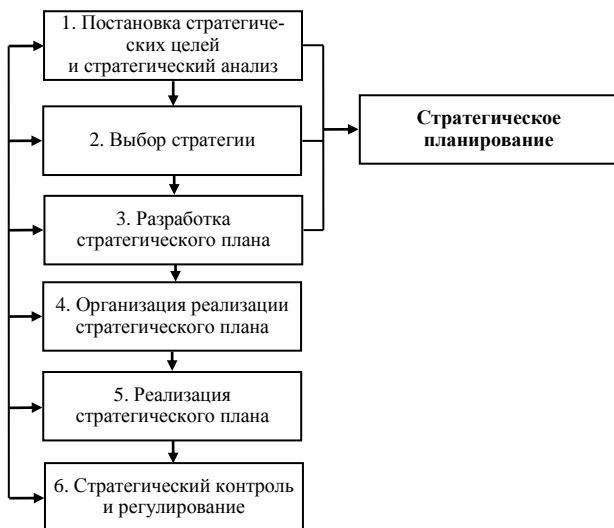 1. Постановка стратегиче-
ских целей
и стратегический анализ
2. Выбор стратегии
3. Разработка
стратегического плана
4. Организация реализации
стратегического плана
5. Реализация
стратегического плана
6. Стратегический контроль
и регулирование
Стратегическое
планирование